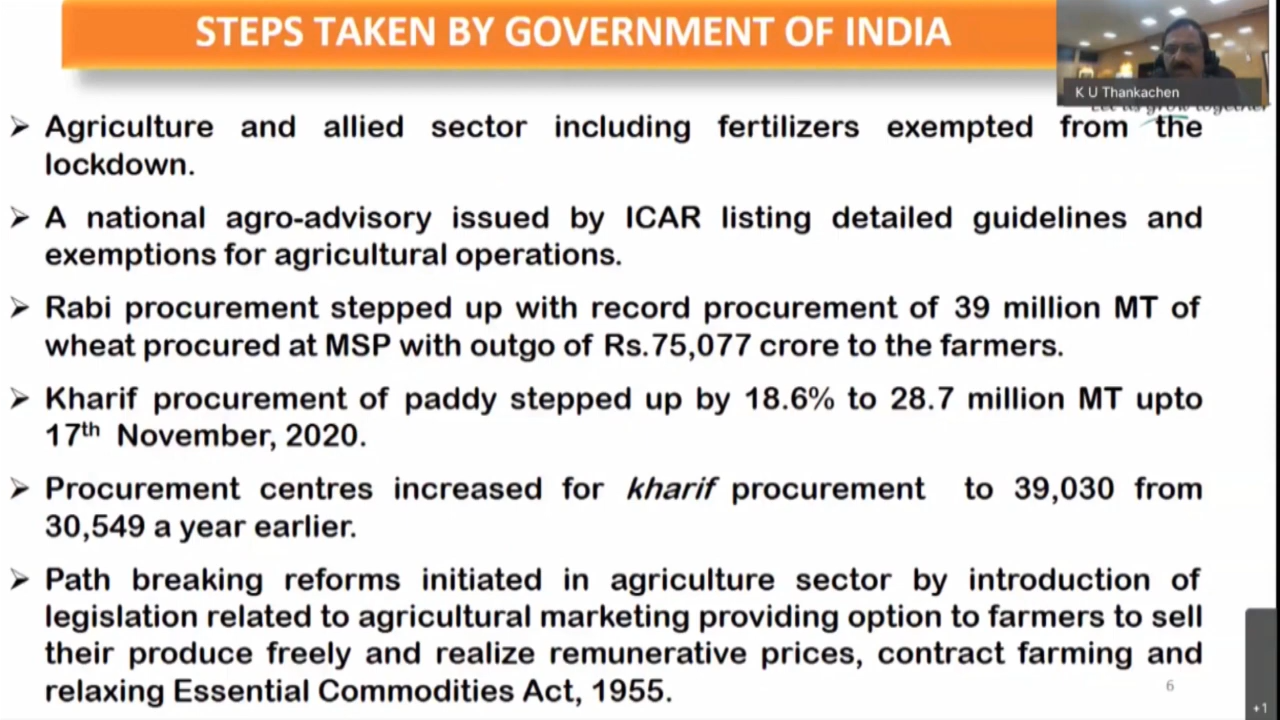 STEPS TAKEN BY GOVERNMENT OF INDIA
K U Thankachen
➢ Agriculture and allied sector including fertilizers exempted from the
lockdown.
➢ A national agro-advisory issued by ICAR listing detailed guidelines and
exemptions for agricultural operations.
➢ Rabi procurement stepped up with record procurement of 39 million MT of
wheat procured at MSP with outgo of Rs.75,077 crore to the farmers.
➢ Kharif procurement of paddy stepped up by 18.6% to 28.7 million MT upto
17th November, 2020.
➢ Procurement centres increased for kharif procurement to 39,030 from
30,549 a year earlier.
➢ Path breaking reforms initiated in agriculture sector by introduction of
legislation related to agricultural marketing providing option to farmers to sell
their produce freely and realize remunerative prices, contract farming and
relaxing Essential Commodities Act, 1955.
6
+1